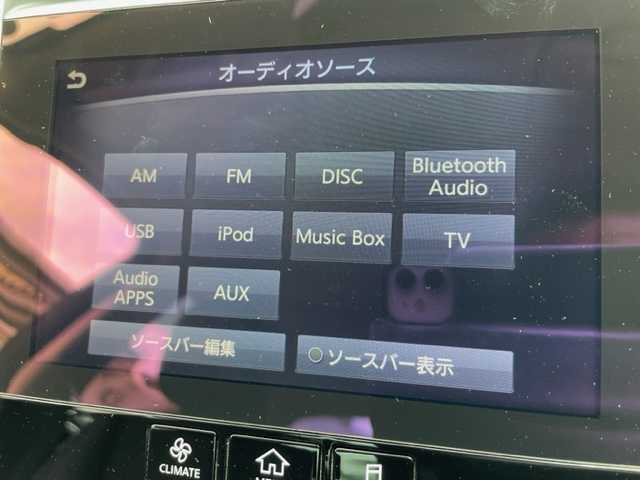 オーディオソース
AM
FM
DISC
Bluetooth
Audio
USB
iPod
Music Box
TV
Audio
APPS
AUX
ソースバー編集
ソースバー表示
CLIMATE